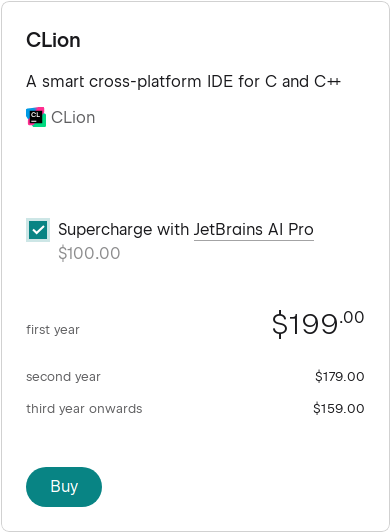 CLion
A smart cross-platform IDE for C and C++
CL CLion
Supercharge with JetBrains AI Pro
$100.00
first year $199.00
second year $179.00
third year onwards $159.00
Buy